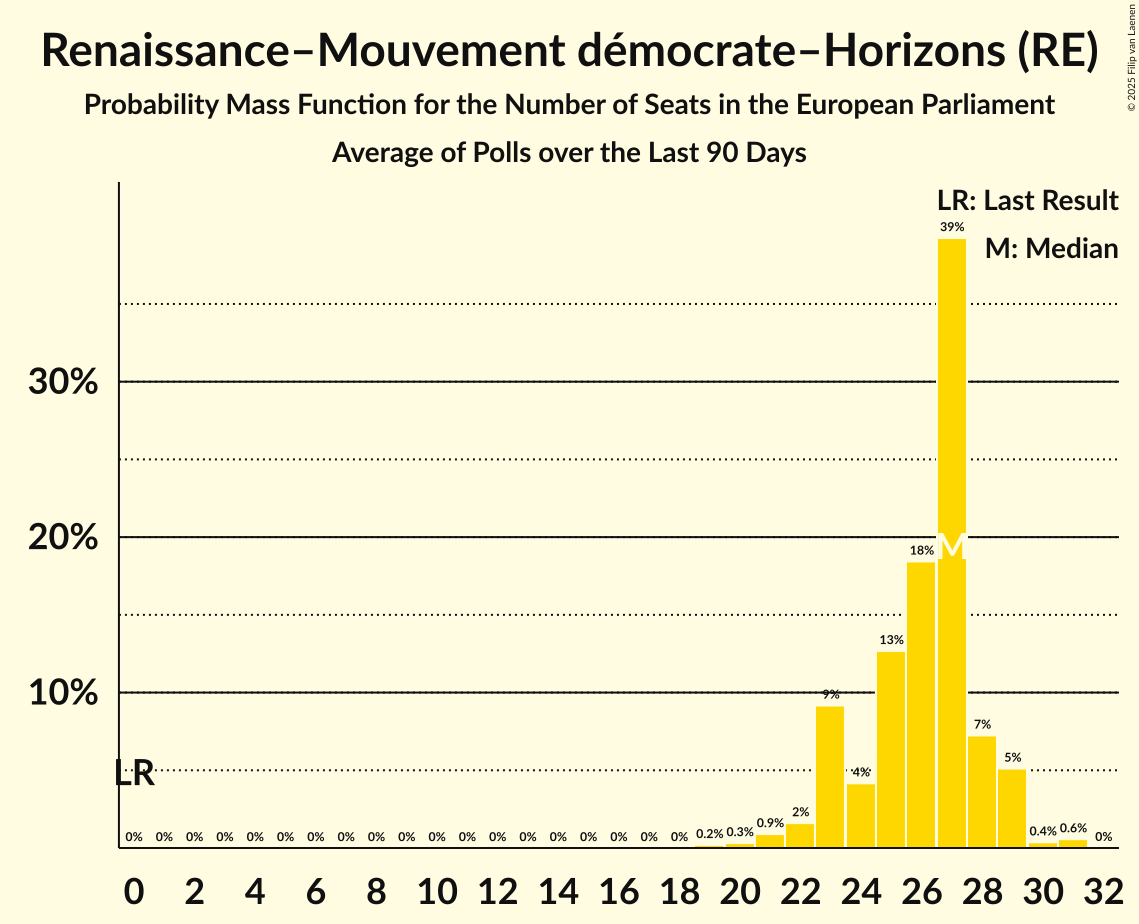 Renaissance–Mouvement démocrate–Horizons (RE)
Probability Mass Function for the Number of Seats in the European Parliament
Average of Polls over the Last 90 Days
© 2025 Filip van Laenen
LR: Last Result
M: Median
39%
30%
20%
M
18%
13%
10%
9%
7%
5%
4%
LR
2%
0% 0% 0% 0% 0% 0% 0% 0% 0% 0% 0% 0% 0% 0% 0% 0% 0% 0% 0% 0.2% 0.3% 0.9% 0.4% 0.6% 0%
0 2 4 6 8 10 12 14 16 18 20 22 24 26 28 30 32